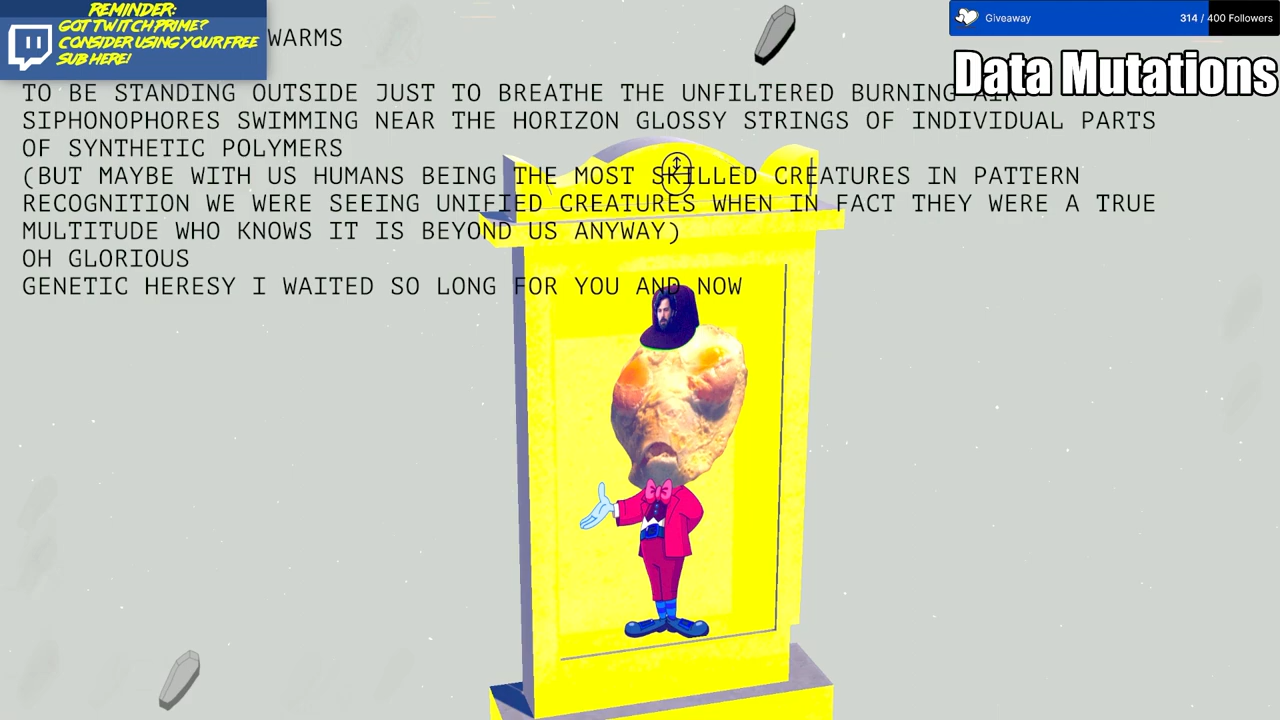 REMINDER:
GOT TWITCH PRIME?
CONSIDER USING YOUR FREE
SUB HERE!
Giveaway
314 / 400 Followers
Data Mutations
WARMS
TO BE STANDING OUTSIDE JUST TO BREATHE THE UNFILTERED BURNING AIR
SIPHONOPHORES SWIMMING NEAR THE HORIZON GLOSSY STRINGS OF INDIVIDUAL PARTS
OF SYNTHETIC POLYMERS
(BUT MAYBE WITH US HUMANS BEING THE MOST SKILLED CREATURES IN PATTERN
RECOGNITION WE WERE SEEING UNIFIED CREATURES WHEN IN FACT THEY WERE A TRUE
MULTITUDE WHO KNOWS IT IS BEYOND US ANYWAY)
OH GLORIOUS
GENETIC HERESY I WAITED SO LONG FOR YOU AND NOW